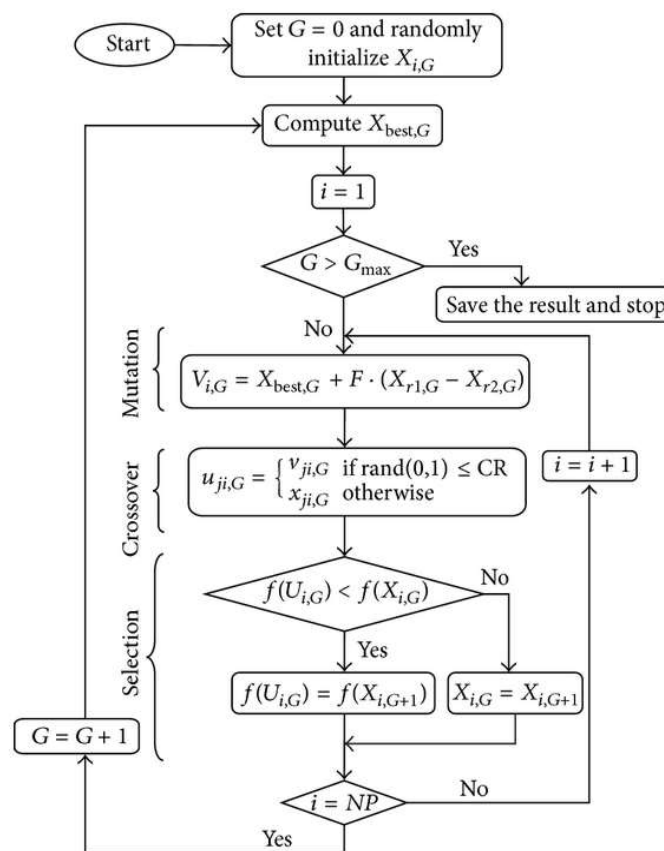 Start
Set G = 0 and randomly
initialize X_{i,G}
Compute X_{best,G}
i = 1
G > G_{max}
Yes
Save the result and stop
No
Mutation
V_{i,G} = X_{best,G} + F · (X_{r1,G} − X_{r2,G})
Crossover
u_{ji,G} = { v_{ji,G} if rand(0,1) ≤ CR
x_{ji,G} otherwise
i = i + 1
Selection
f(U_{i,G}) < f(X_{i,G})
No
Yes
f(U_{i,G}) = f(X_{i,G+1})
X_{i,G} = X_{i,G+1}
G = G + 1
i = NP
No
Yes